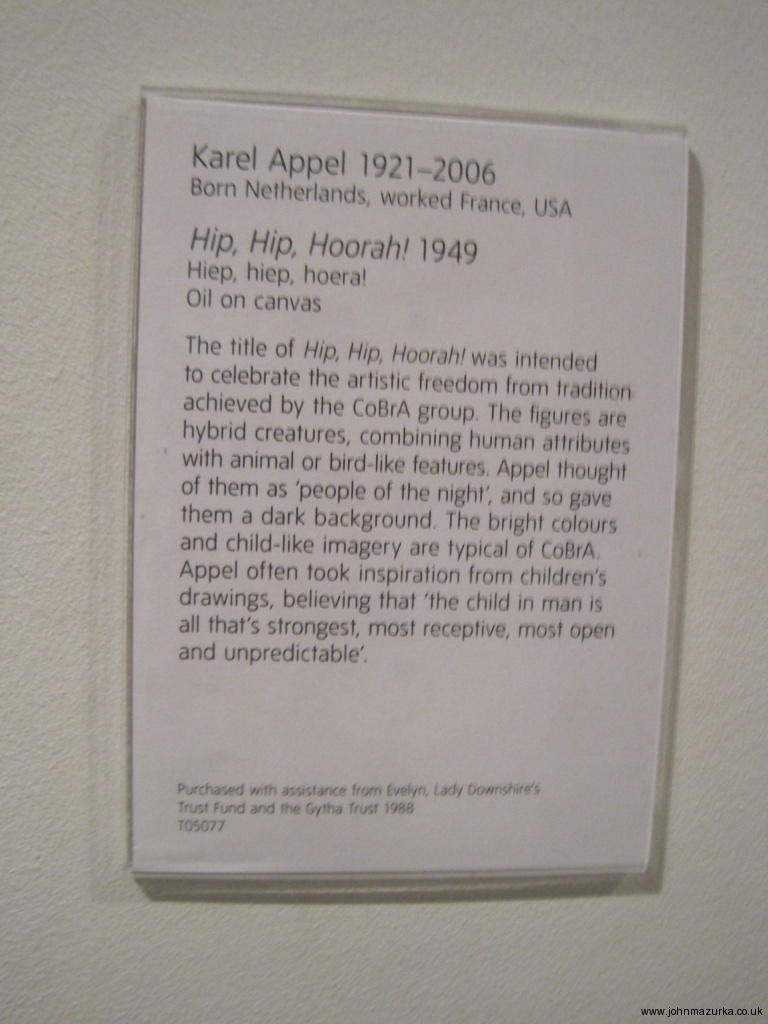 Karel Appel 1921–2006
Born Netherlands, worked France, USA
Hip, Hip, Hoorah! 1949
Hiep, hiep, hoera!
Oil on canvas
The title of Hip, Hip, Hoorah! was intended
to celebrate the artistic freedom from tradition
achieved by the CoBrA group. The figures are
hybrid creatures, combining human attributes
with animal or bird-like features. Appel thought
of them as 'people of the night', and so gave
them a dark background. The bright colours
and child-like imagery are typical of CoBrA.
Appel often took inspiration from children's
drawings, believing that 'the child in man is
all that's strongest, most receptive, most open
and unpredictable'.
Purchased with assistance from Evelyn, Lady Downshire's
Trust Fund and the Gytha Trust 1988
T05077
www.johnmazurka.co.uk